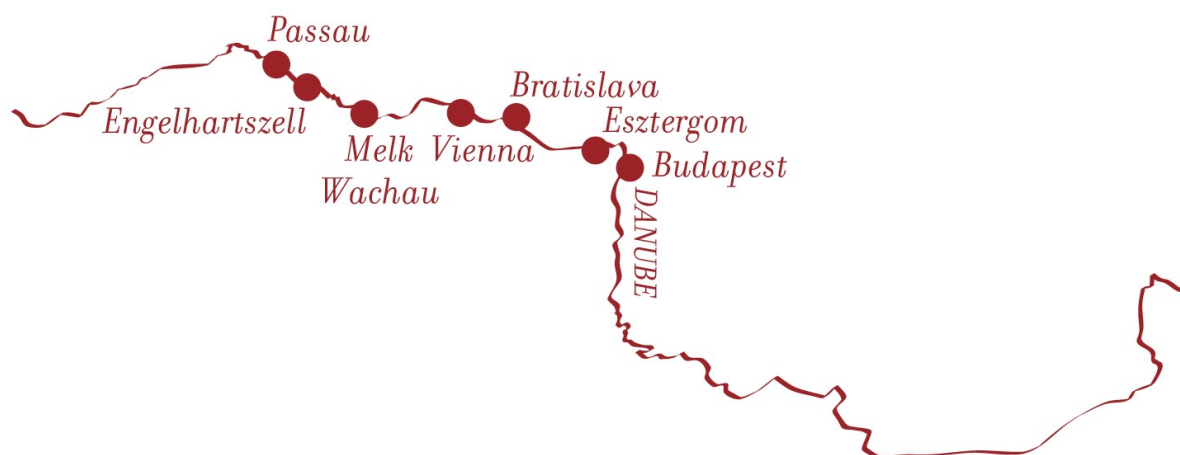 Passau
Engelhartszell
Melk
Wachau
Vienna
Bratislava
Esztergom
Budapest
DANUBE